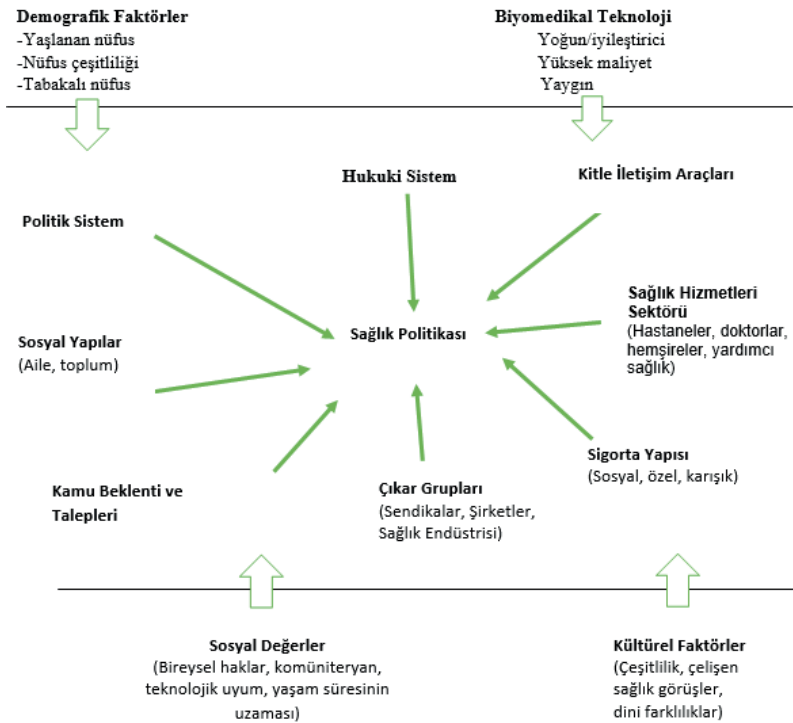 Demografik Faktörler
-Yaşlanan nüfus
-Nüfus çeşitliliği
-Tabakalı nüfus
Biyomedikal Teknoloji
Yoğun/iyileştirici
Yüksek maliyet
Yaygın
Hukuki Sistem
Kitle İletişim Araçları
Politik Sistem
Sağlık Hizmetleri
Sektörü
(Hastaneler, doktorlar,
hemşireler, yardımcı
sağlık)
Sağlık Politikası
Sosyal Yapılar
(Aile, toplum)
Sigorta Yapısı
(Sosyal, özel, karışık)
Kamu Beklenti ve
Talepleri
Çıkar Grupları
(Sendikalar, Şirketler,
Sağlık Endüstrisi)
Sosyal Değerler
(Bireysel haklar, komüniteryan,
teknolojik uyum, yaşam süresinin
uzaması)
Kültürel Faktörler
(Çeşitlilik, çelişen
sağlık görüşler,
dini farklılıklar)